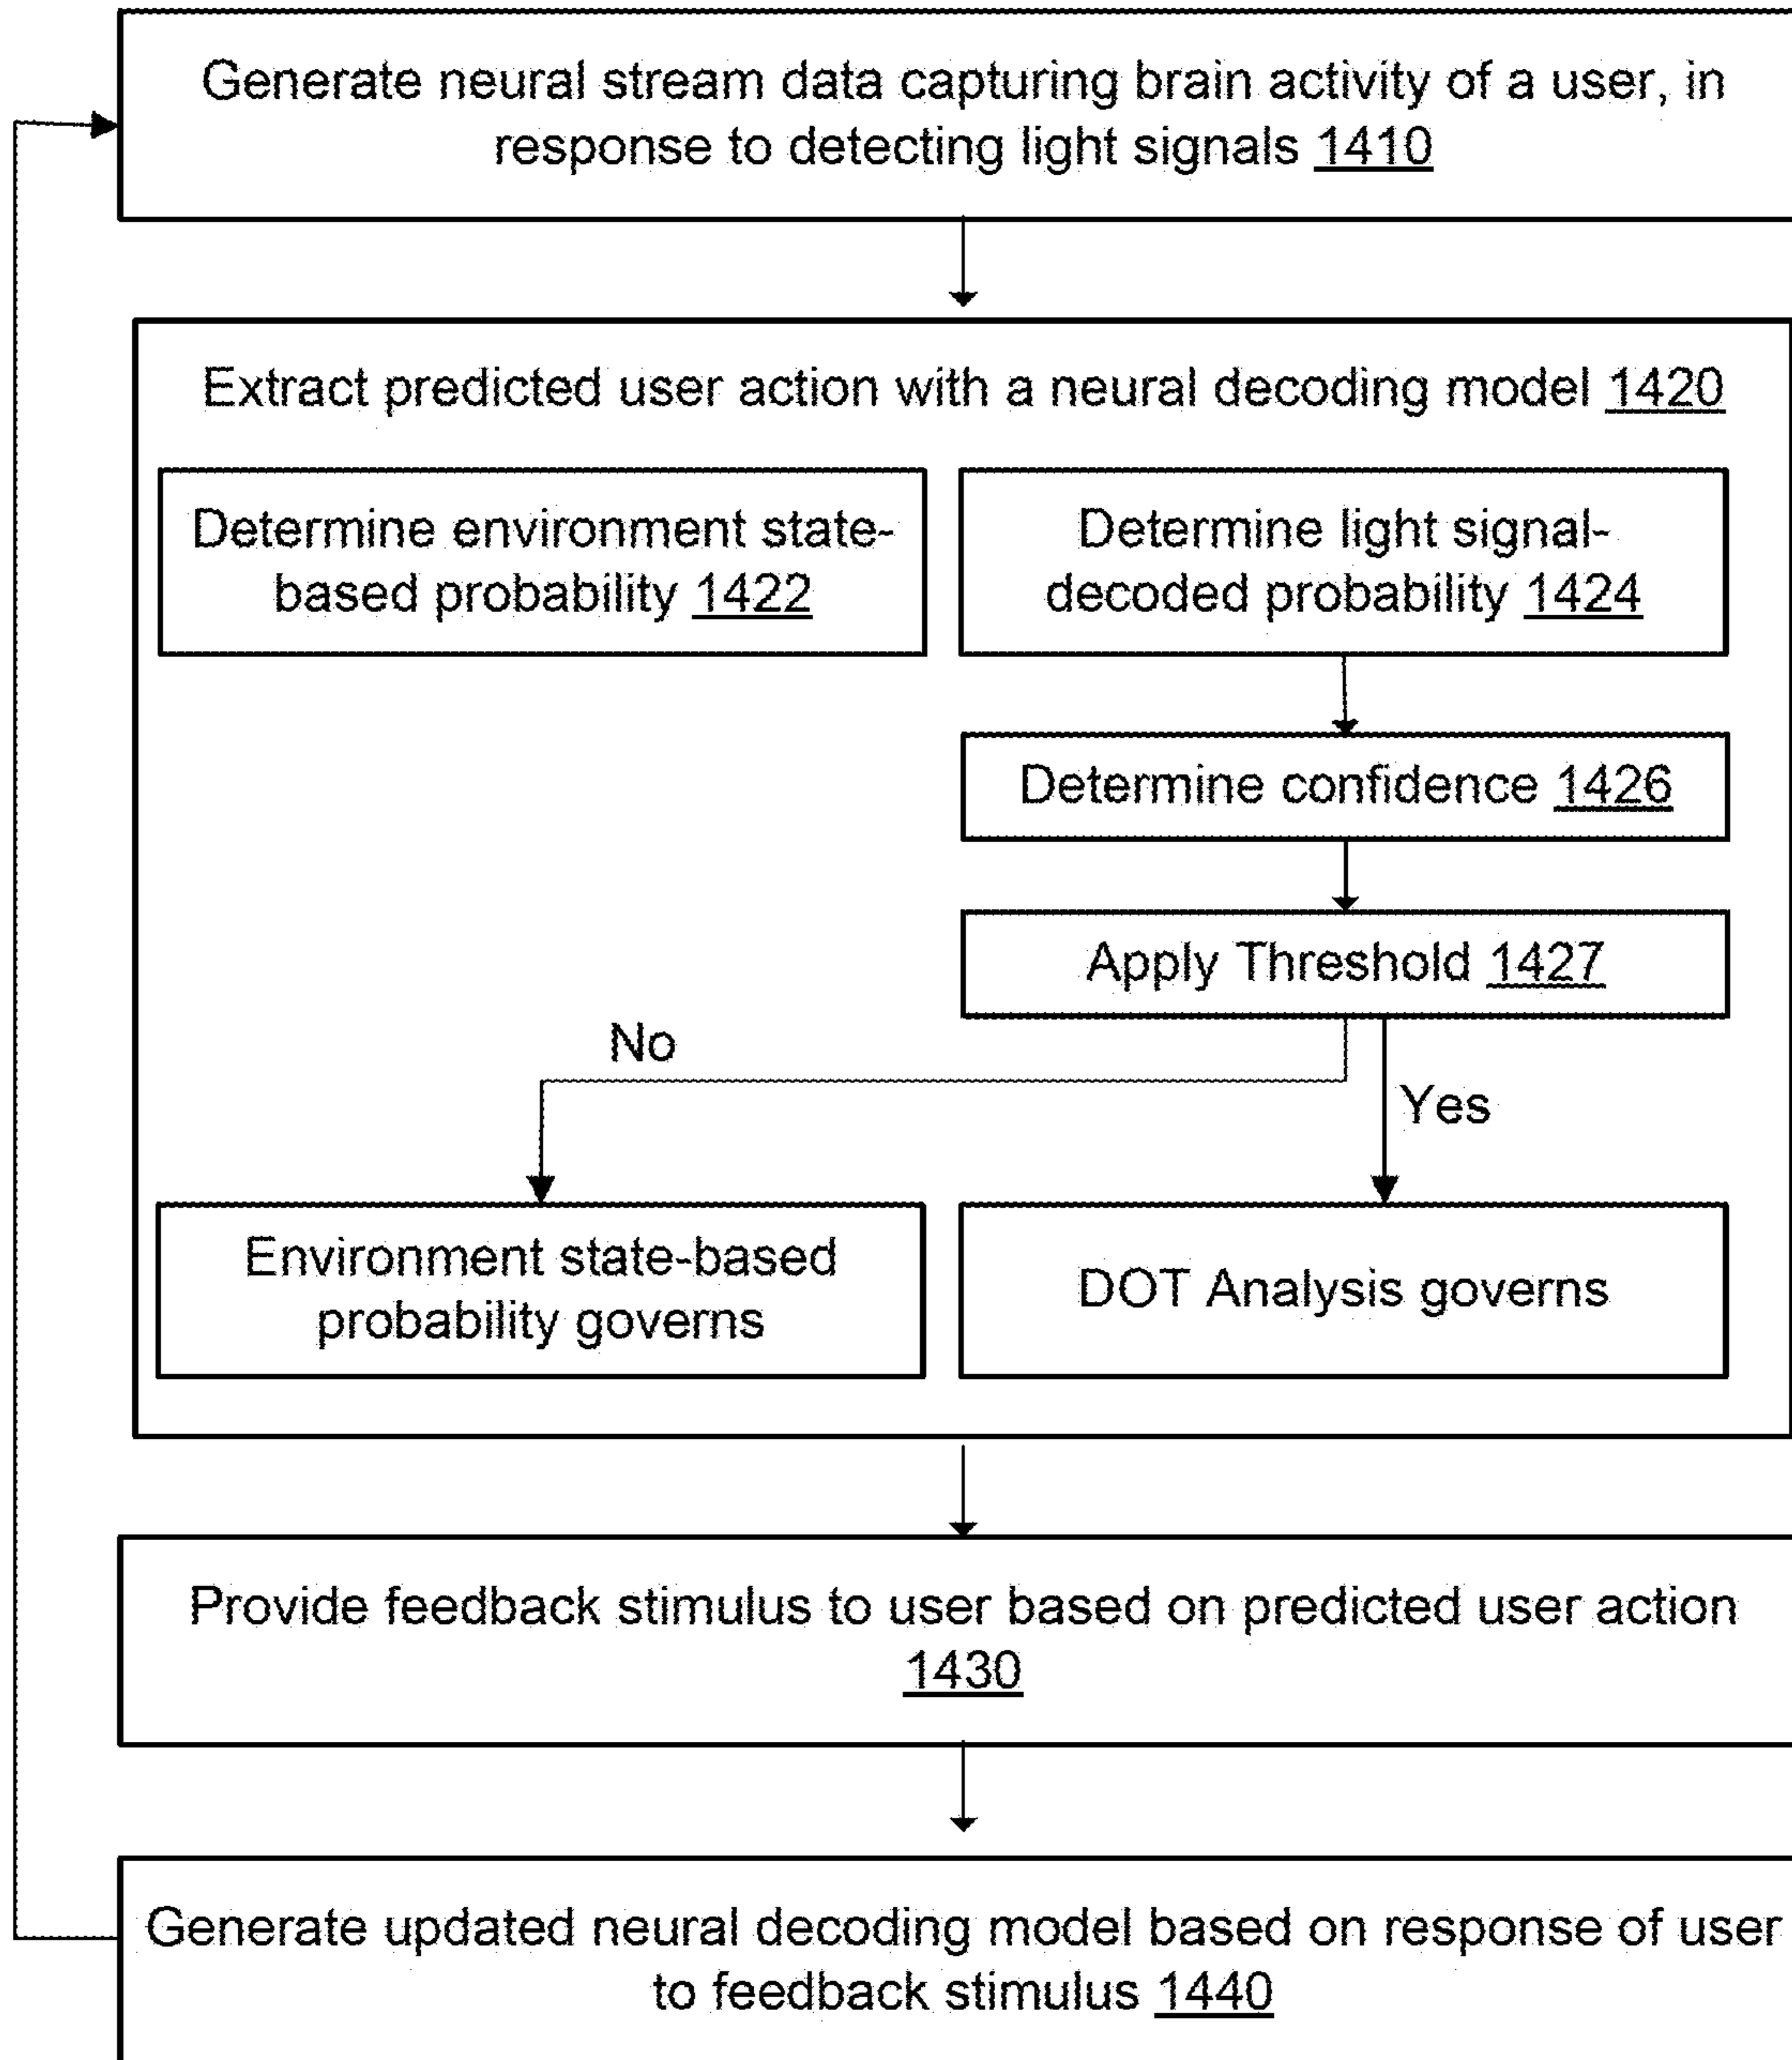 Generate neural stream data capturing brain activity of a user, in
response to detecting light signals 1410
Extract predicted user action with a neural decoding model 1420
Determine environment state-
based probability 1422
Determine light signal-
decoded probability 1424
Determine confidence 1426
Apply Threshold 1427
No
Yes
Environment state-based
probability governs
DOT Analysis governs
Provide feedback stimulus to user based on predicted user action
1430
Generate updated neural decoding model based on response of user
to feedback stimulus 1440